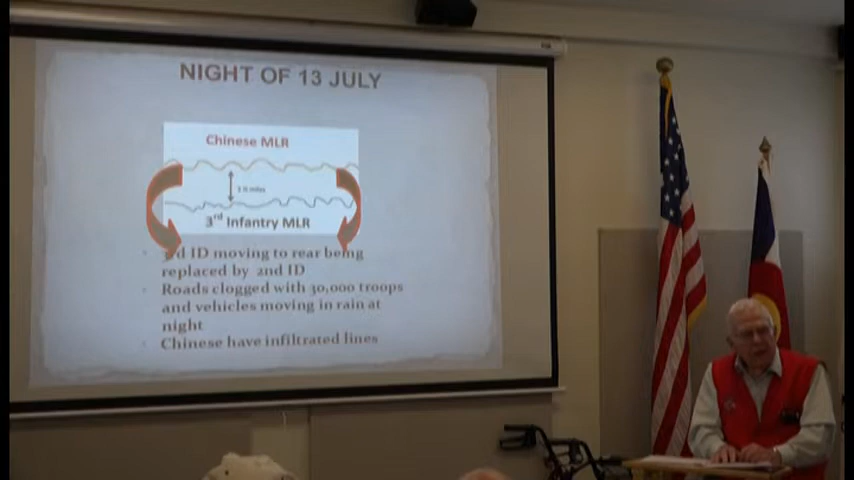 NIGHT OF 13 JULY
Chinese MLR
3rd Infantry MLR
ID moving to rear being
replaced by 2nd ID
Roads clogged with 30,000 troops
and vehicles moving in rain at
night
Chinese have infiltrated lines